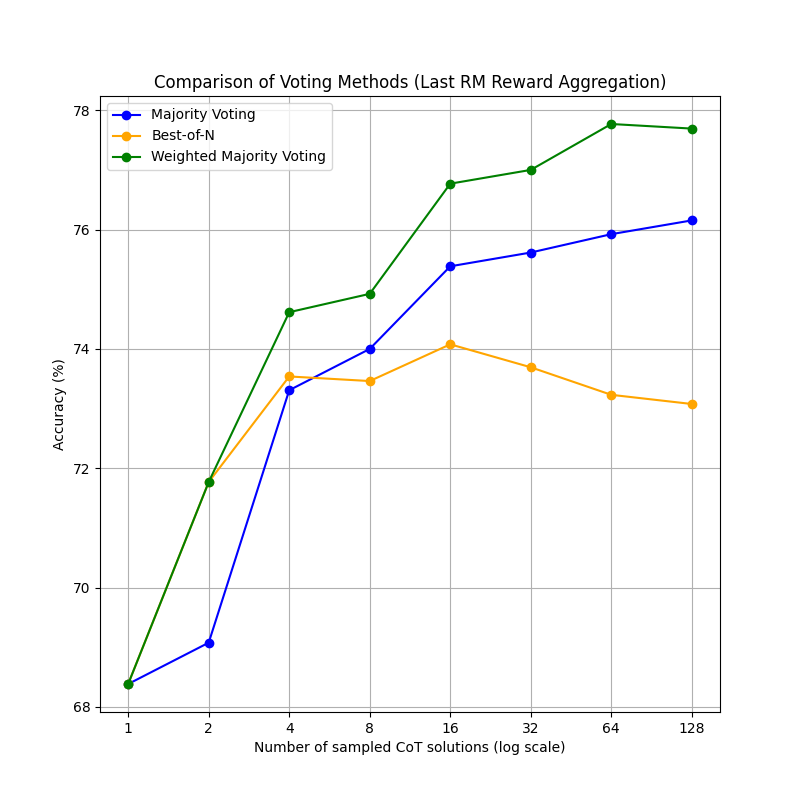 Comparison of Voting Methods (Last RM Reward Aggregation)
Majority Voting
Best-of-N
Weighted Majority Voting
Accuracy (%)
78
76
74
72
70
68
1 2 4 8 16 32 64 128
Number of sampled CoT solutions (log scale)